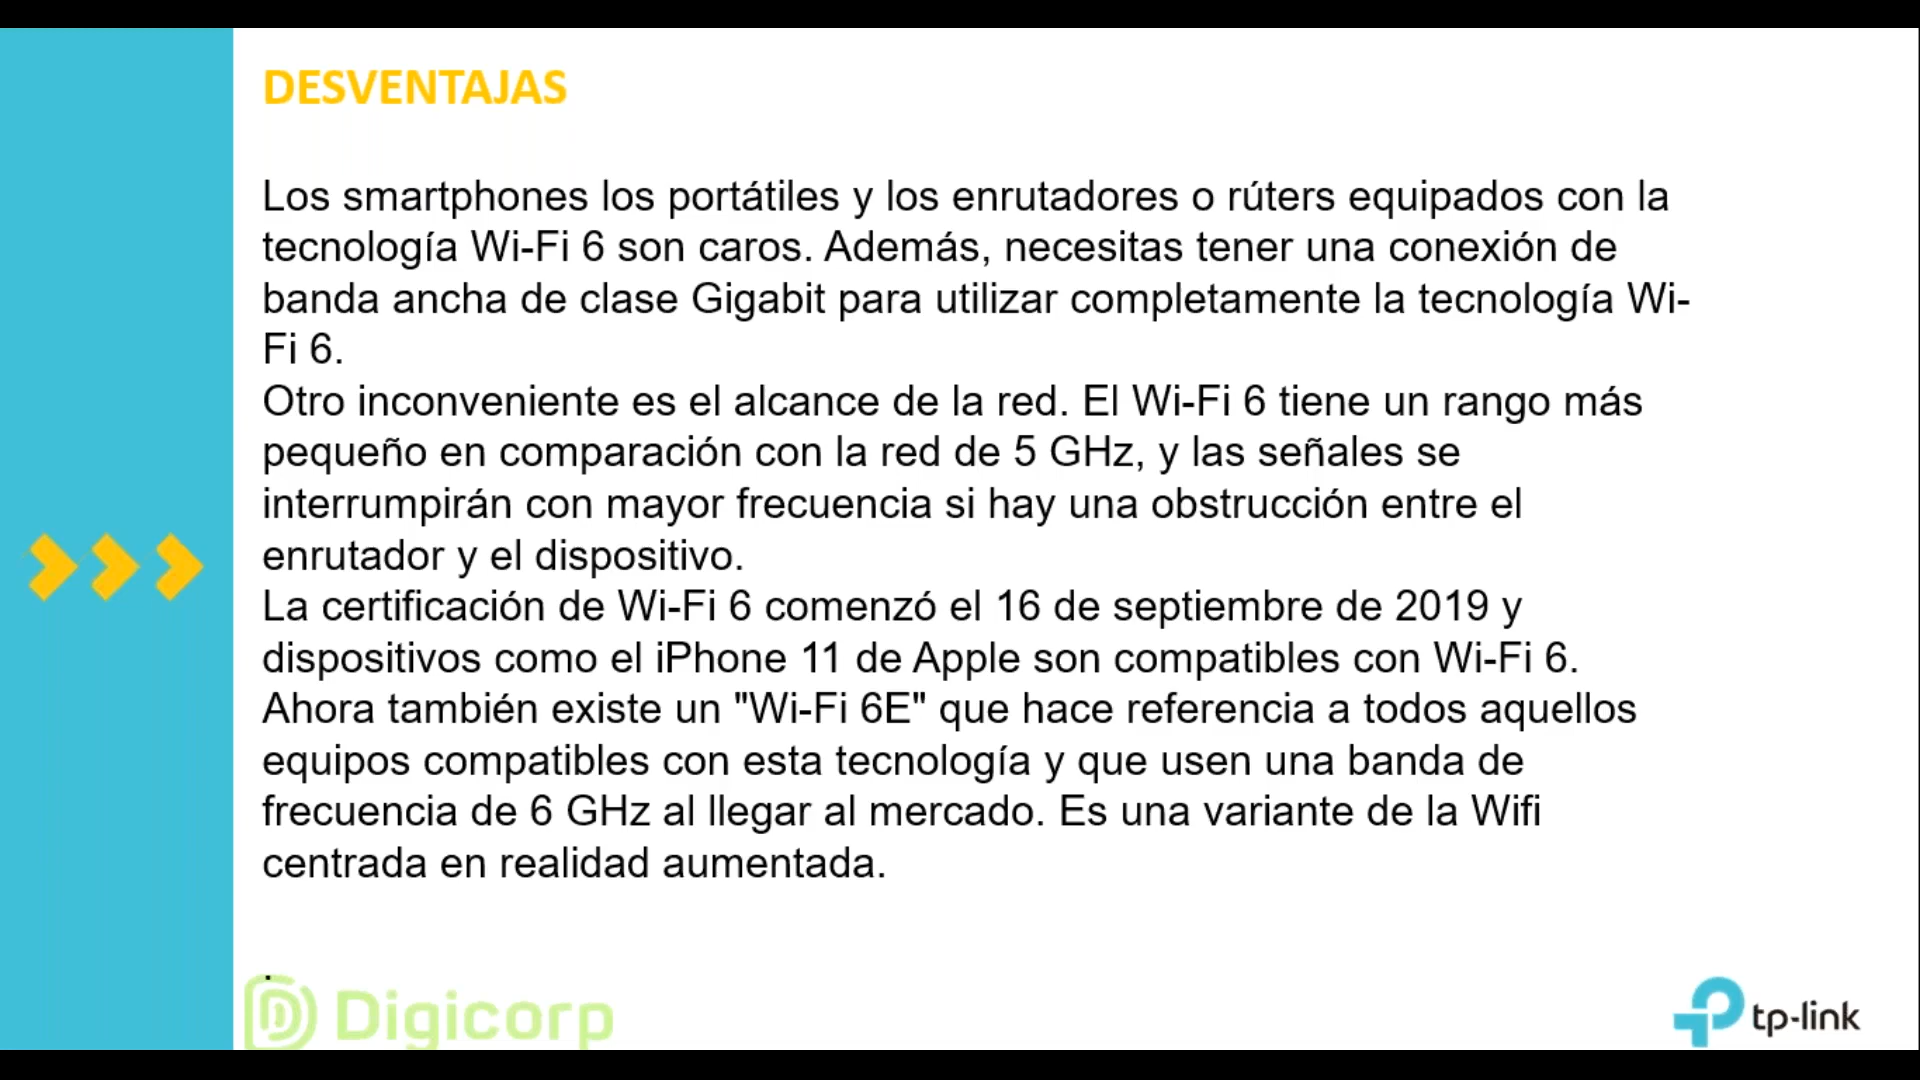 DESVENTAJAS
Los smartphones los portátiles y los enrutadores o rúters equipados con la
tecnología Wi-Fi 6 son caros. Además, necesitas tener una conexión de
banda ancha de clase Gigabit para utilizar completamente la tecnología Wi-
Fi 6.
Otro inconveniente es el alcance de la red. El Wi-Fi 6 tiene un rango más
pequeño en comparación con la red de 5 GHz, y las señales se
interrumpirán con mayor frecuencia si hay una obstrucción entre el
enrutador y el dispositivo.
La certificación de Wi-Fi 6 comenzó el 16 de septiembre de 2019 y
dispositivos como el iPhone 11 de Apple son compatibles con Wi-Fi 6.
Ahora también existe un "Wi-Fi 6E" que hace referencia a todos aquellos
equipos compatibles con esta tecnología y que usen una banda de
frecuencia de 6 GHz al llegar al mercado. Es una variante de la Wifi
centrada en realidad aumentada.
.
Digicorp
tp-link